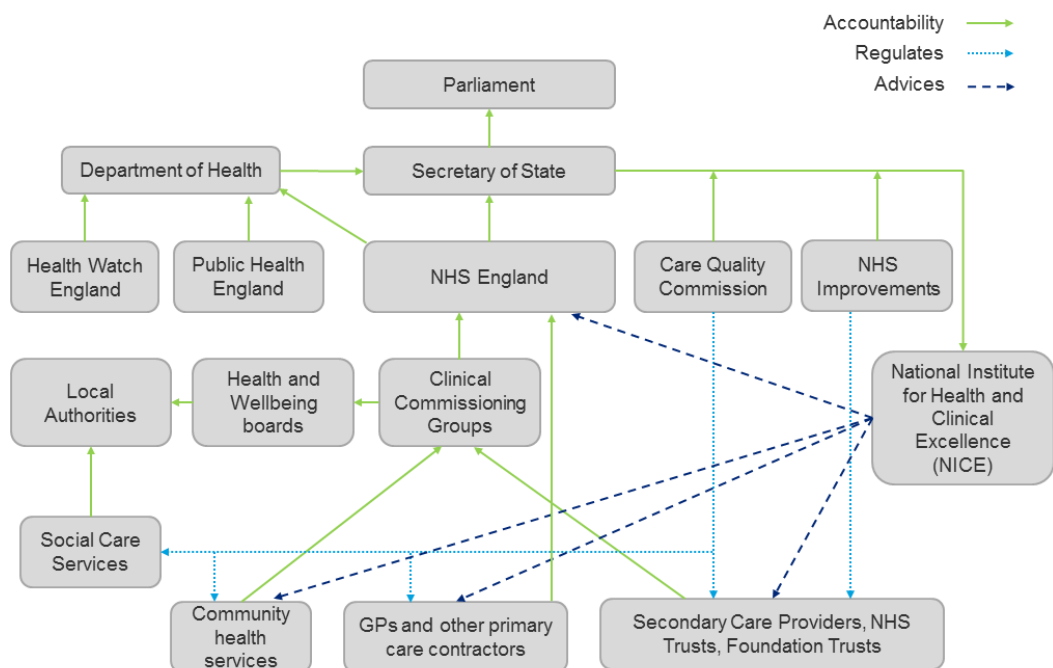 Accountability
Regulates
Advices
Parliament
Department of Health
Secretary of State
Health Watch
England
Public Health
England
NHS England
Care Quality
Commission
NHS
Improvements
Local
Authorities
Health and
Wellbeing
boards
Clinical
Commissioning
Groups
National Institute
for Health and
Clinical
Excellence
(NICE)
Social Care
Services
Community
health
services
GPs and other primary
care contractors
Secondary Care Providers, NHS
Trusts, Foundation Trusts